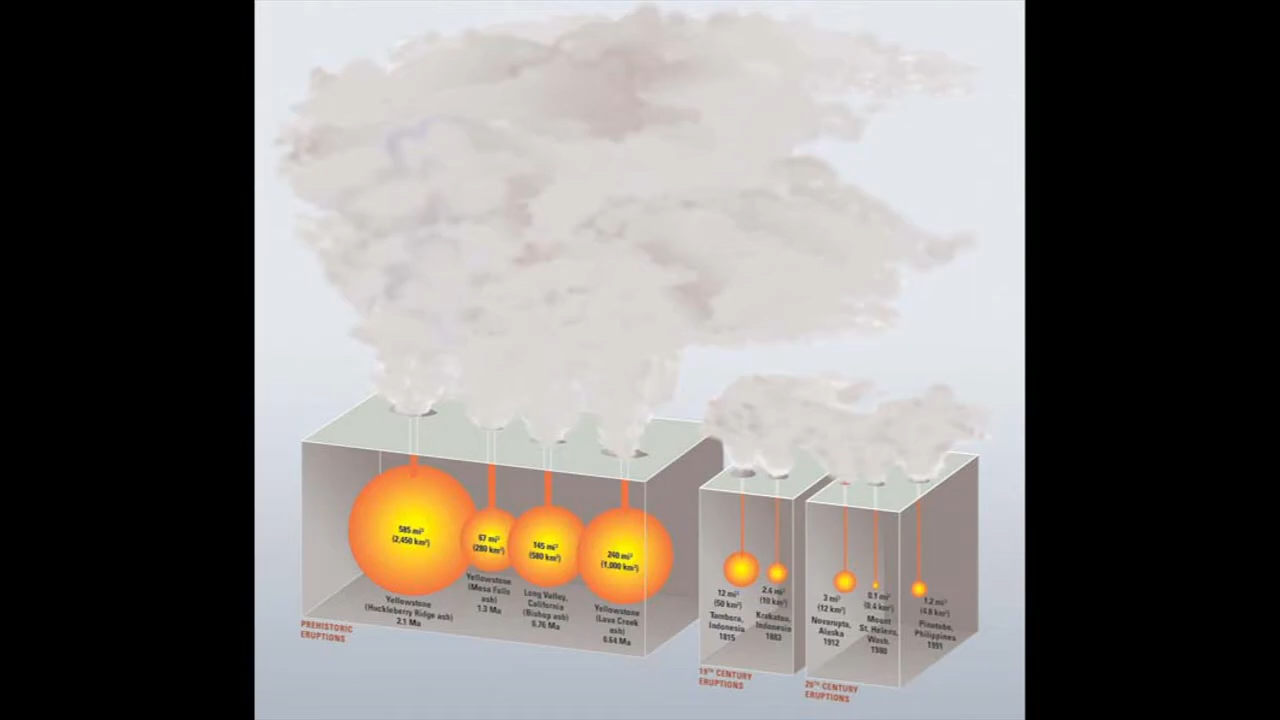 585 mi³
(2,450 km³)
Yellowstone
(Huckleberry Ridge ash)
2.1 Ma
67 mi³
(280 km³)
Yellowstone
(Mesa Falls
ash)
1.3 Ma
145 mi³
(580 km³)
Long Valley,
California
(Bishop ash)
0.76 Ma
240 mi³
(1,000 km³)
Yellowstone
(Lava Creek
ash)
0.64 Ma
PREHISTORIC
ERUPTIONS
12 mi³
(50 km³)
Tambora,
Indonesia
1815
2.4 mi³
(10 km³)
Krakatau,
Indonesia
1883
19TH CENTURY
ERUPTIONS
3 mi³
(12 km³)
Novarupta,
Alaska
1912
0.1 mi³
(0.4 km³)
Mount
St. Helens,
Wash.
1980
1.2 mi³
(4.8 km³)
Pinatubo,
Philippines
1991
20TH CENTURY
ERUPTIONS